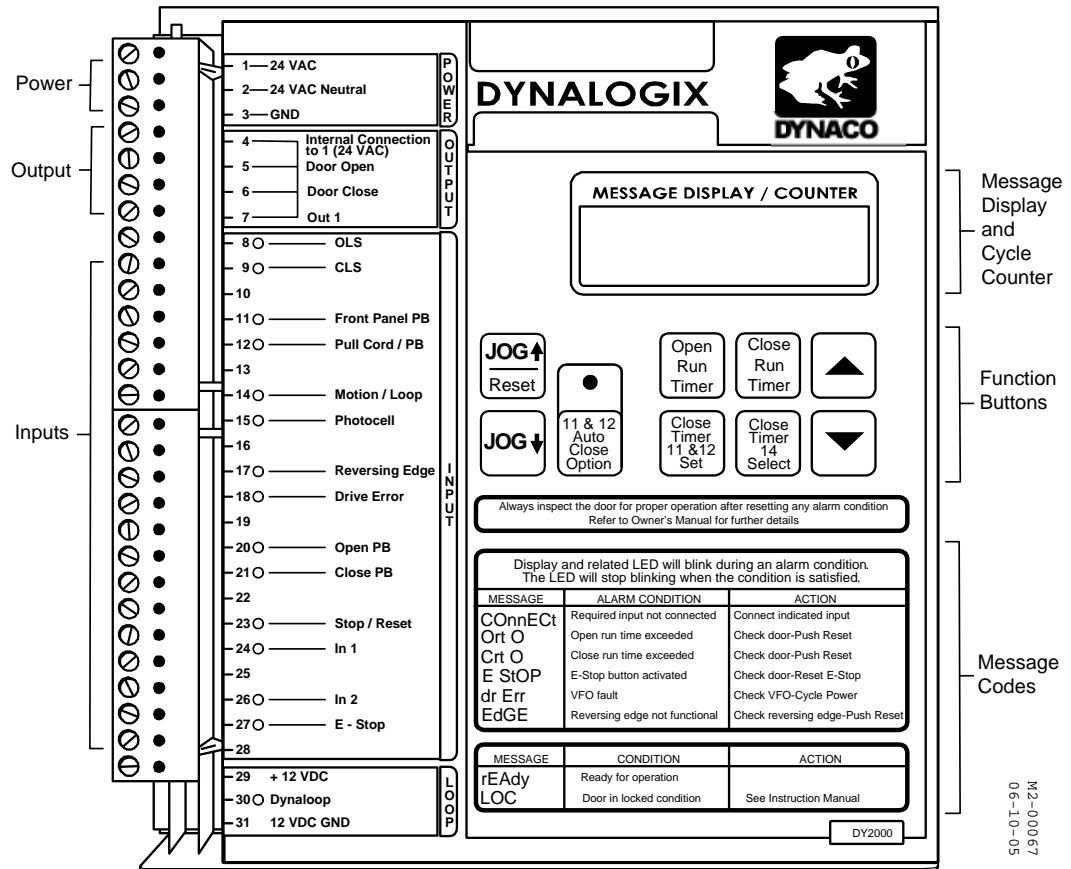 Power
Output
Inputs
1 24 VAC
2 24 VAC Neutral
3 GND
POWER
4 Internal Connection
to 1 (24 VAC)
5 Door Open
6 Door Close
7 Out 1
OUTPUT
8 OLS
9 CLS
10
11 Front Panel PB
12 Pull Cord / PB
13
14 Motion / Loop
15 Photocell
16
17 Reversing Edge
18 Drive Error
19
20 Open PB
21 Close PB
22
23 Stop / Reset
24 In 1
25
26 In 2
27 E - Stop
28
INPUT
29 + 12 VDC
30 Dynaloop
31 12 VDC GND
LOOP
DYNALOGIX
DYNACO
MESSAGE DISPLAY / COUNTER
Message
Display
and
Cycle
Counter
JOG
Reset
JOG
11 & 12
Auto
Close
Option
Open
Run
Timer
Close
Run
Timer
Close
Timer
11 &12
Set
Close
Timer
14
Select
Function
Buttons
Always inspect the door for proper operation after resetting any alarm condition
Refer to Owner's Manual for further details
Display and related LED will blink during an alarm condition.
The LED will stop blinking when the condition is satisfied.
MESSAGE ALARM CONDITION ACTION
COnnECt Required input not connected Connect indicated input
Ort O Open run time exceeded Check door-Push Reset
Crt O Close run time exceeded Check door-Push Reset
E StOP E-Stop button activated Check door-Reset E-Stop
dr Err VFO fault Check VFO-Cycle Power
EdGE Reversing edge not functional Check reversing edge-Push Reset
MESSAGE CONDITION ACTION
rEAdy Ready for operation
LOC Door in locked condition See Instruction Manual
Message
Codes
DY2000
M2-00067
06-10-05